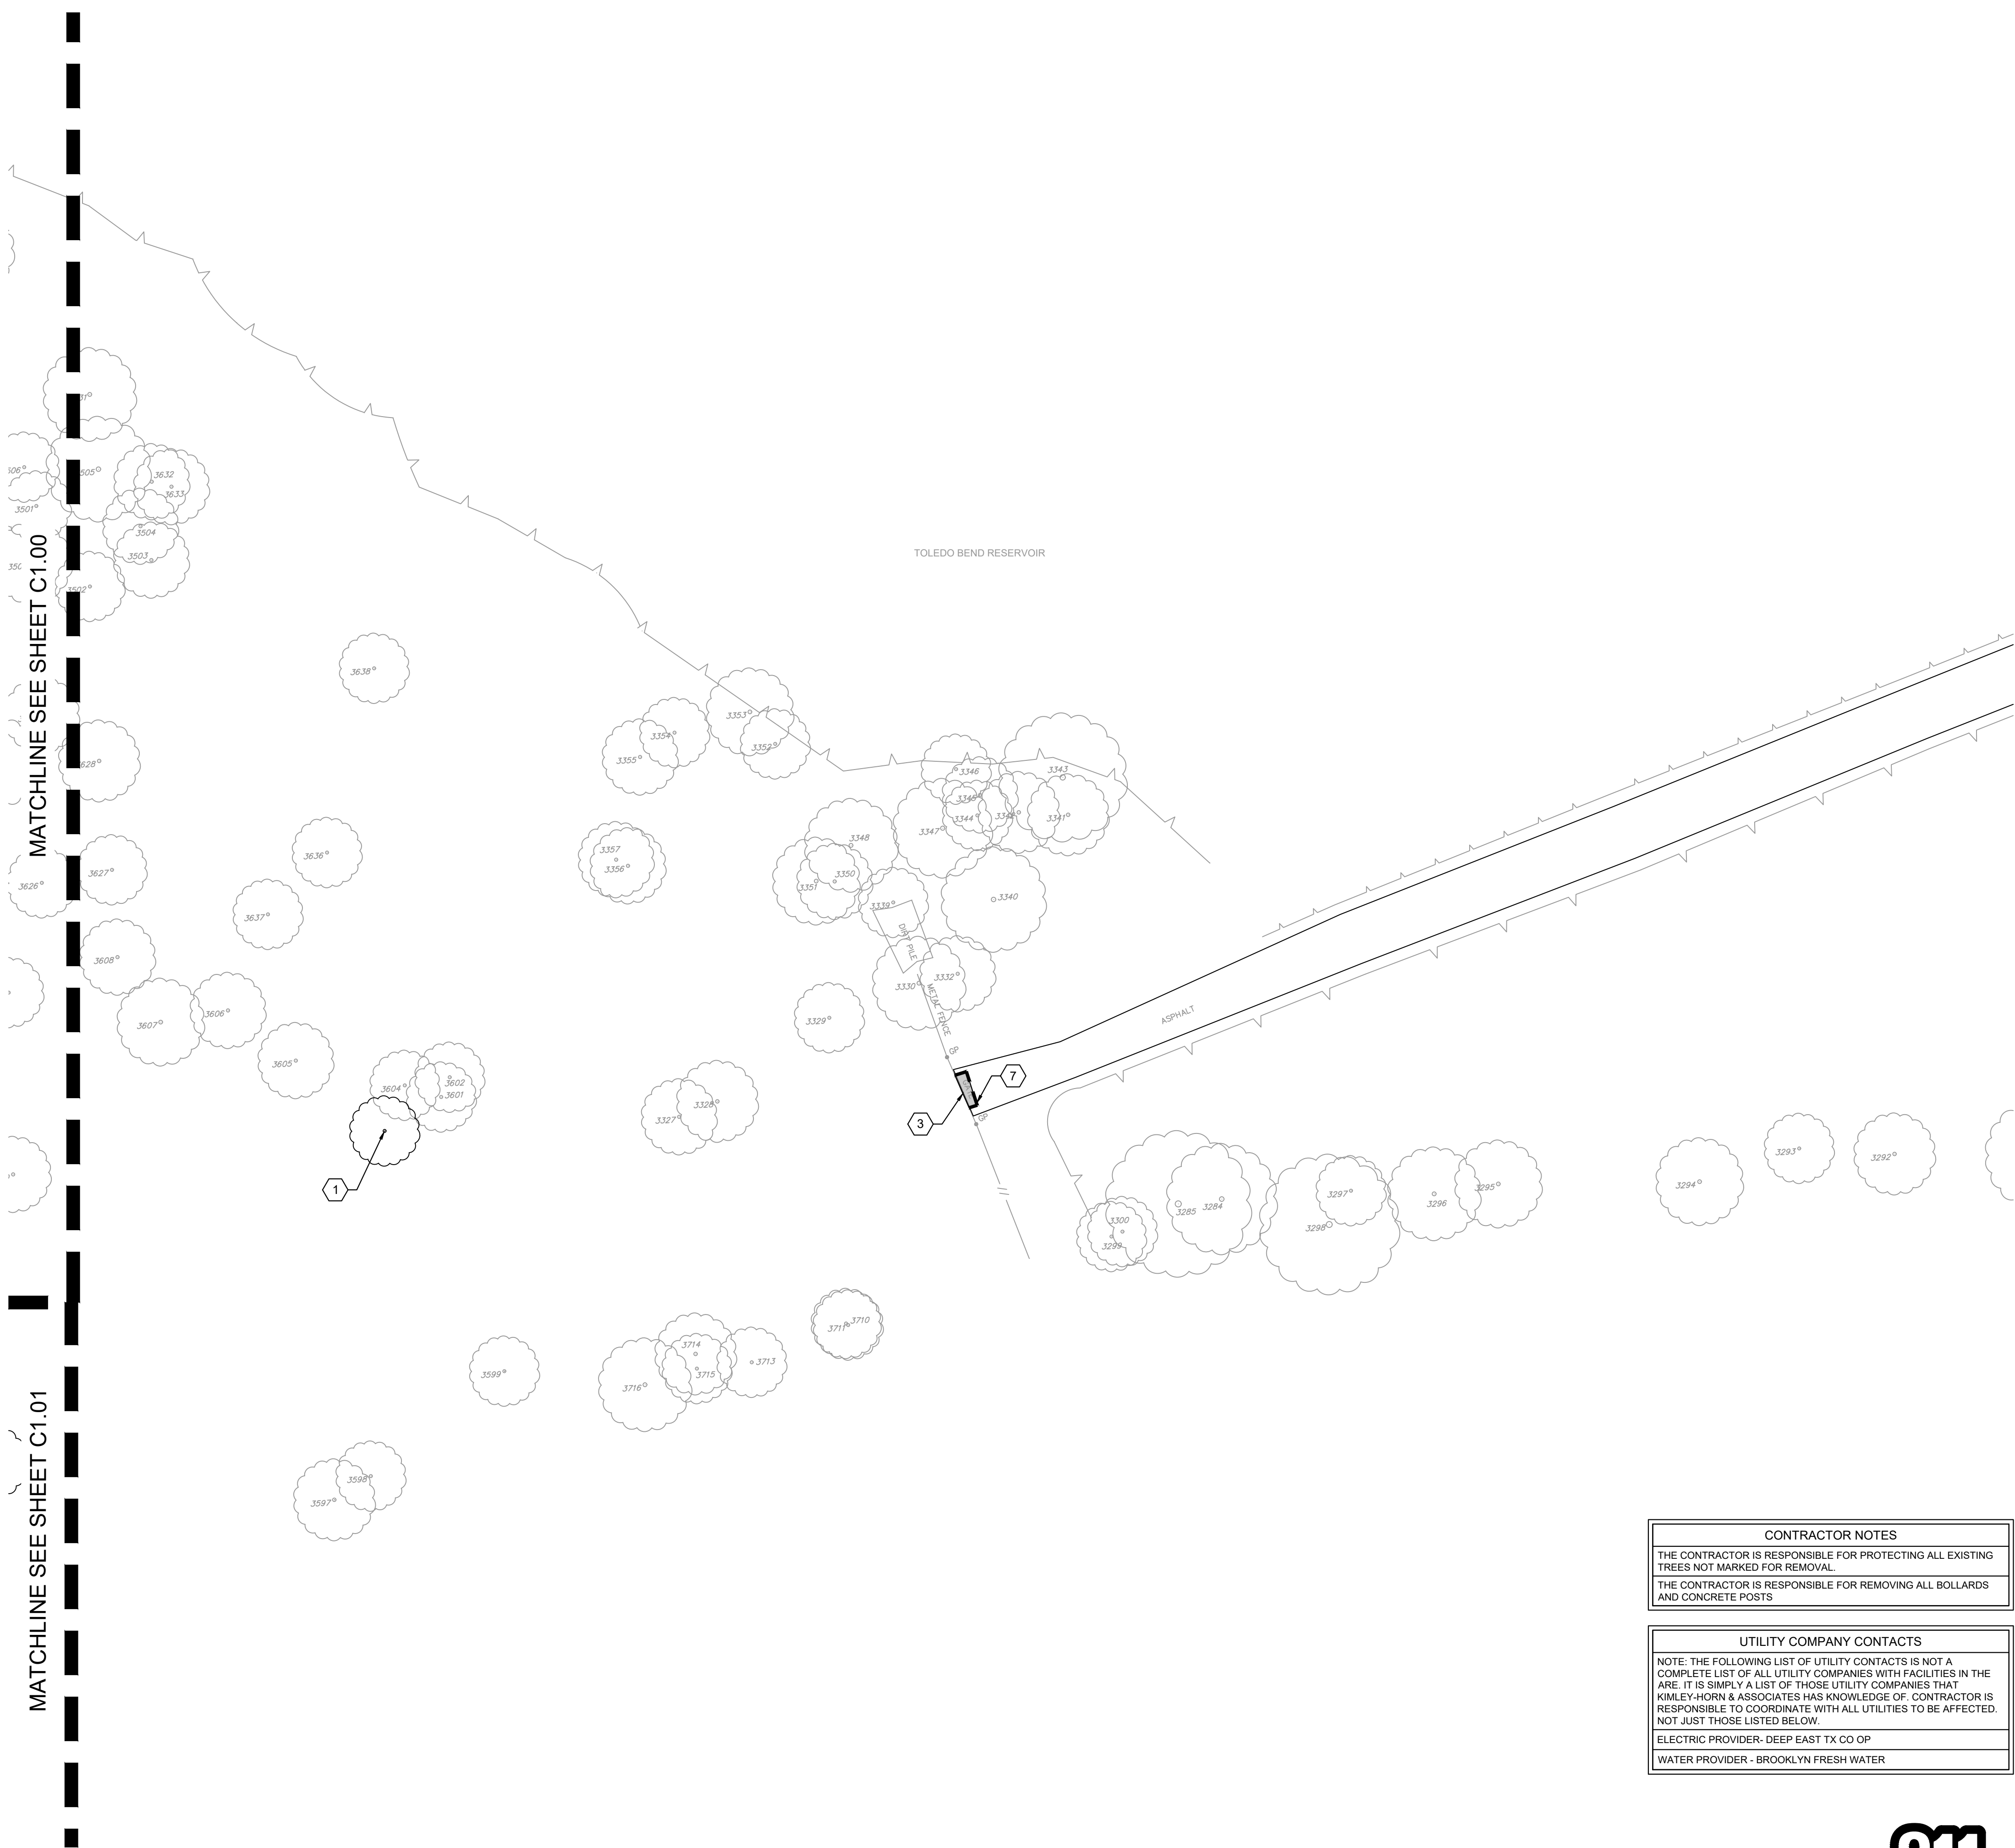 MATCHLINE SEE SHEET C1.00
MATCHLINE SEE SHEET C1.01
TOLEDO BEND RESERVOIR
3632
3633
3501
3504
3503
3502
3638
3353
3354
3352
3355
3346
3343
3345
3344
3341
3347
3348
3357
3356
3350
3351
3636
3627
3626
3637
3339
3340
DIRT PILE
3608
3332
3330
METAL FENCE
3606
3607
3329
ASPHALT
GP
3605
3602
3604
3601
7
3328
3327
3
GP
3293
3292
3294
1
3297
3295
3296
3285
3284
3300
3298
3299
3710
3711
3714
3713
3715
3716
3599
3598
3597
CONTRACTOR NOTES
THE CONTRACTOR IS RESPONSIBLE FOR PROTECTING ALL EXISTING
TREES NOT MARKED FOR REMOVAL.
THE CONTRACTOR IS RESPONSIBLE FOR REMOVING ALL BOLLARDS
AND CONCRETE POSTS
UTILITY COMPANY CONTACTS
NOTE: THE FOLLOWING LIST OF UTILITY CONTACTS IS NOT A
COMPLETE LIST OF ALL UTILITY COMPANIES WITH FACILITIES IN THE
ARE. IT IS SIMPLY A LIST OF THOSE UTILITY COMPANIES THAT
KIMLEY-HORN & ASSOCIATES HAS KNOWLEDGE OF. CONTRACTOR IS
RESPONSIBLE TO COORDINATE WITH ALL UTILITIES TO BE AFFECTED.
NOT JUST THOSE LISTED BELOW.
ELECTRIC PROVIDER- DEEP EAST TX CO OP
WATER PROVIDER - BROOKLYN FRESH WATER